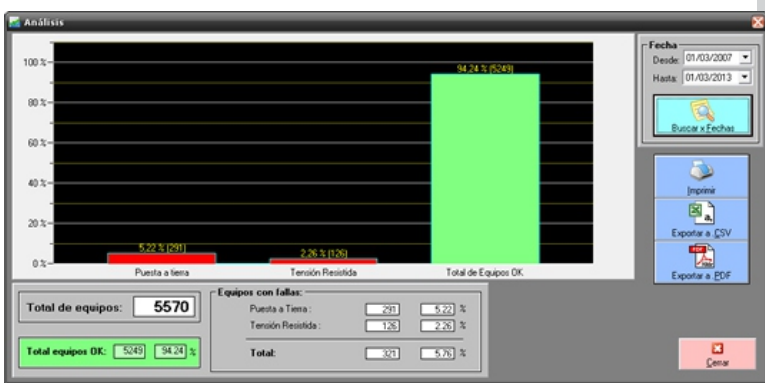 Análisis
100 %
80 %
60 %
40 %
20 %
0 %
94,24 % (5249)
5,22 % (291)
2,26 % (126)
Puesta a tierra
Tensión Resistida
Total de Equipos OK
Fecha
Desde: 01/03/2007
Hasta: 01/03/2013
Buscar x Fechas
Imprimir
Exportar a .CSV
Exportar a .PDF
Total de equipos: 5570
Total equipos OK: 5249 94.24 %
Equipos con fallas:
Puesta a Tierra : 291 5.22 %
Tensión Resistida : 126 2.26 %
Total: 321 5.76 %
Cerrar